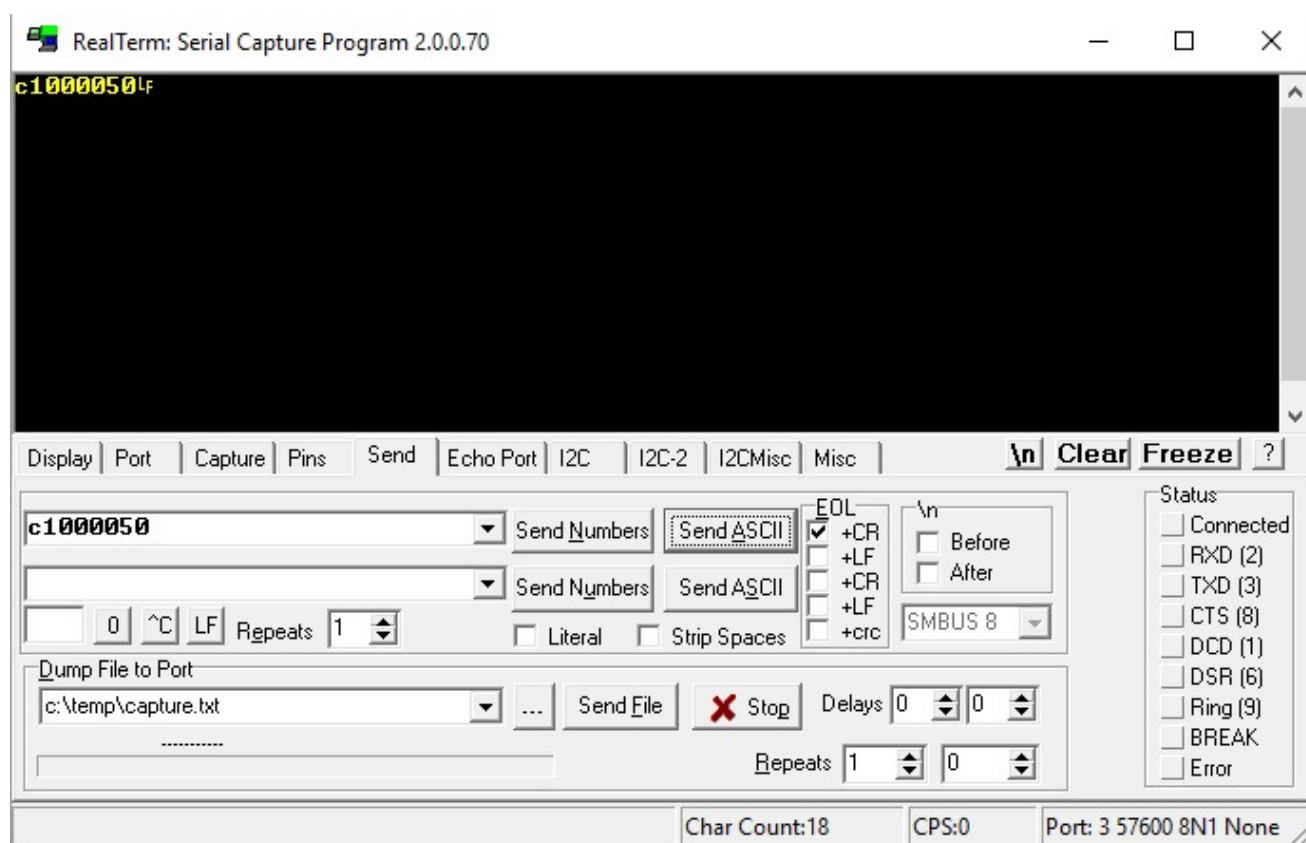 RealTerm: Serial Capture Program 2.0.0.70
c1000050LF
Display Port Capture Pins Send Echo Port I2C I2C-2 I2CMisc Misc \n Clear Freeze ?
c1000050
Send Numbers Send ASCII
Send Numbers Send ASCII
0 ^C LF Repeats 1
Literal Strip Spaces
EOL
+CR
+LF
+CR
+LF
+crc
\n
Before
After
SMBUS 8
Dump File to Port
c:\temp\capture.txt ... Send File Stop Delays 0 0
-----------
Repeats 1 0
Status
Connected
RXD (2)
TXD (3)
CTS (8)
DCD (1)
DSR (6)
Ring (9)
BREAK
Error
Char Count:18 CPS:0 Port: 3 57600 8N1 None